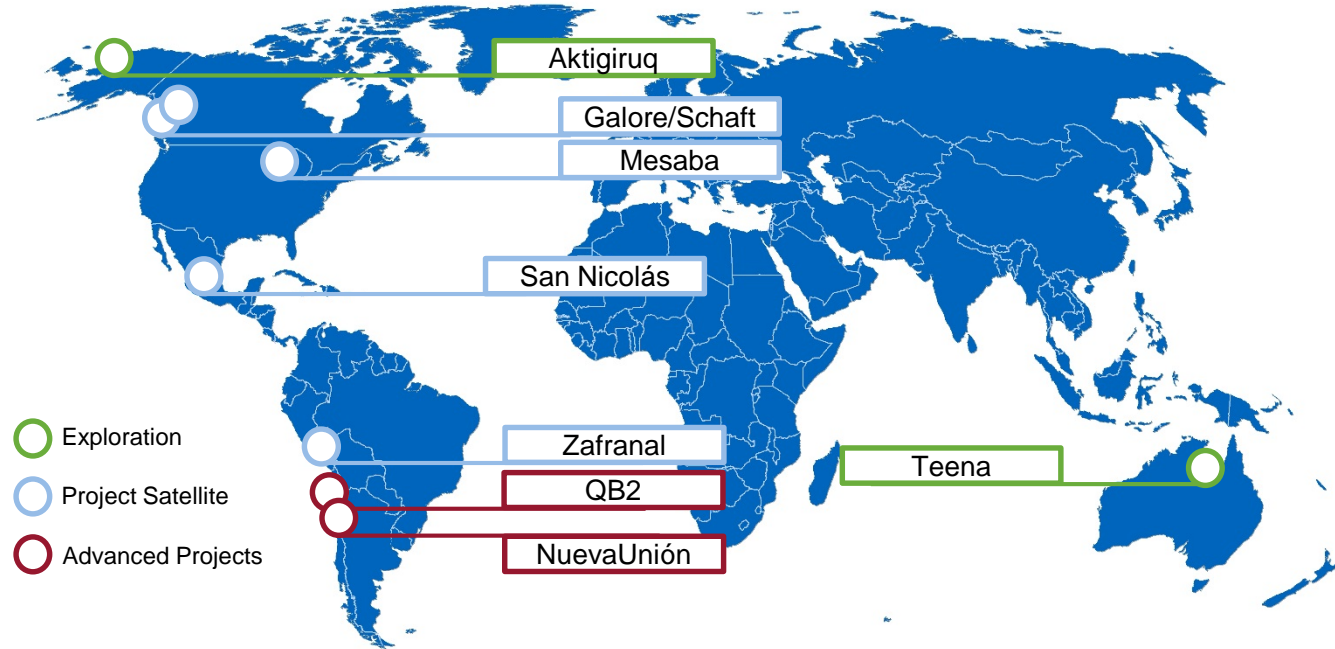 Aktigiruq
Galore/Schaft
Mesaba
San Nicolás
Zafranal
QB2
NuevaUnión
Teena
Exploration
Project Satellite
Advanced Projects